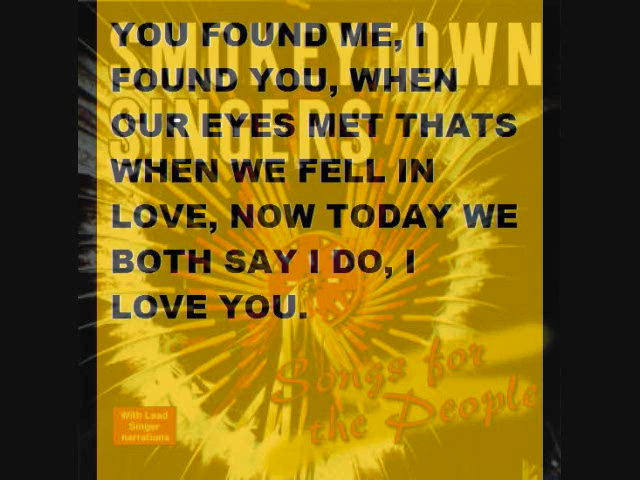 YOU FOUND ME, I
FOUND YOU, WHEN
OUR EYES MET THATS
WHEN WE FELL IN
LOVE, NOW TODAY WE
BOTH SAY I DO, I
LOVE YOU.
SMOKEYTOWN
SINGERS
Songs for
the People
With Lead
Singer
narrations